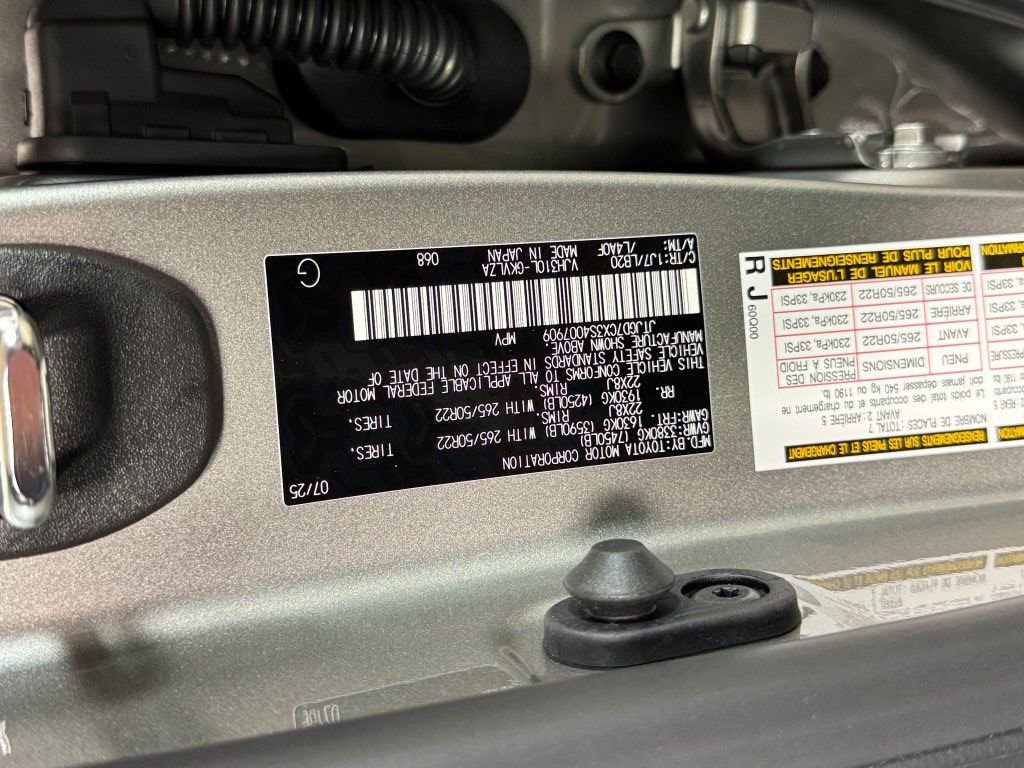 MFD.BY:TOYOTA MOTOR CORPORATION 07/25
GVWR:3380KG (7450LB)
GAWR:FRT. 1630KG (3590LB) WITH 265/50R22 TIRES.
22X8J RIMS
RR. 1930KG (4250LB) WITH 265/50R22 TIRES.
22X8J RIMS
THIS VEHICLE CONFORMS TO ALL APPLICABLE FEDERAL MOTOR
VEHICLE SAFETY STANDARDS IN EFFECT ON THE DATE OF
MANUFACTURE SHOWN ABOVE.
JTJGD7CX3S4007909 MPV
C/TR:1J7/LB20 VJH310L-GKVLZA 068
A/TM: /L4A0F MADE IN JAPAN
G
RENSEIGNEMENTS SUR LES PNEUS ET LE CHARGEMENT
NOMBRE DE PLACES : TOTAL 7
AVANT 2 : ARRIÈRE 5
Le poids total des occupants et du chargement ne
doit jamais dépasser 540 kg ou 1190 lb.
PNEU DIMENSIONS PRESSION DES PNEUS À FROID
AVANT 265/50R22 230kPa, 33PSI
ARRIÈRE 265/50R22 230kPa, 33PSI
DE SECOURS 265/50R22 230kPa, 33PSI
VOIR LE MANUEL DE L'USAGER
POUR PLUS DE RENSEIGNEMENTS
R J 60Q00